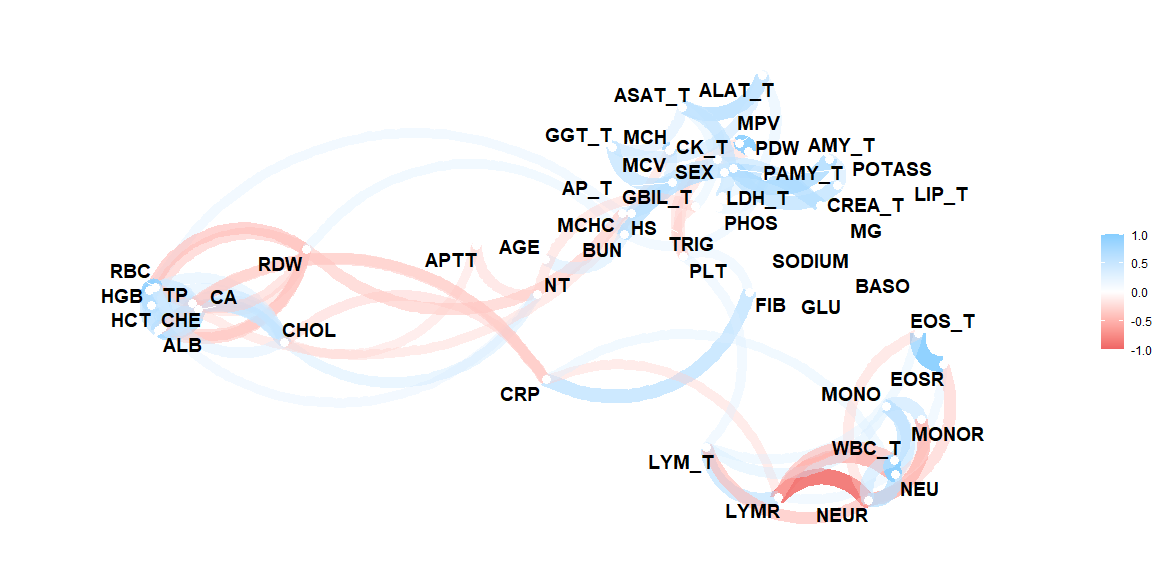 ASAT_T
ALAT_T
GGT_T
MCH
CK_T
MPV
PDW
AMY_T
MCV
SEX
PAMY_T
POTASS
AP_T
GBIL_T
LDH_T
CREA_T
LIP_T
MCHC
HS
PHOS
MG
BUN
TRIG
AGE
APTT
PLT
SODIUM
NT
BASO
FIB
GLU
RDW
RBC
HGB
TP
CA
HCT
CHE
CHOL
ALB
EOS_T
CRP
EOSR
MONO
MONOR
WBC_T
LYM_T
NEU
LYMR
NEUR
1.0
0.5
0.0
-0.5
-1.0